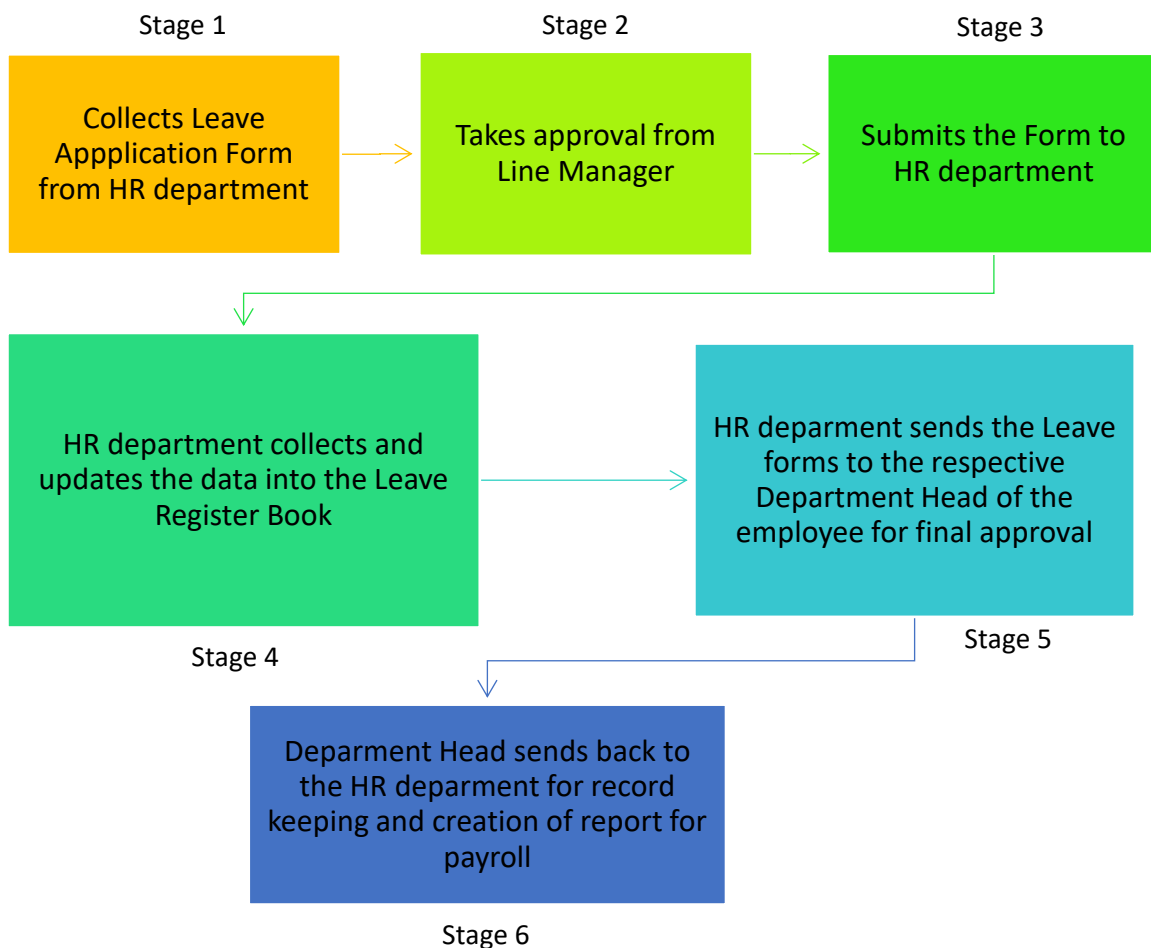 Stage 1
Stage 2
Stage 3
Collects Leave
Appplication Form
from HR department
Takes approval from
Line Manager
Submits the Form to
HR department
HR department collects and
updates the data into the Leave
Register Book
HR deparment sends the Leave
forms to the respective
Department Head of the
employee for final approval
Stage 4
Stage 5
Deparment Head sends back to
the HR deparment for record
keeping and creation of report for
payroll
Stage 6